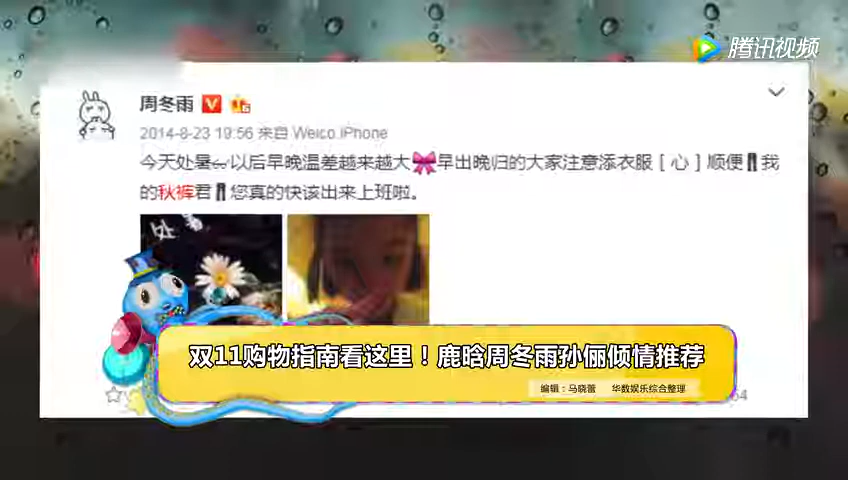 腾讯视频
周冬雨
2014-8-23 19:56 来自 Weico.iPhone
今天处暑 以后早晚温差越来越大🎀早出晚归的大家注意添衣服［心］顺便👖我
的秋裤君👖您真的快该出来上班啦。
处暑
双11购物指南看这里！鹿晗周冬雨孙俪倾情推荐
编辑：马晓蕾 华数娱乐综合整理